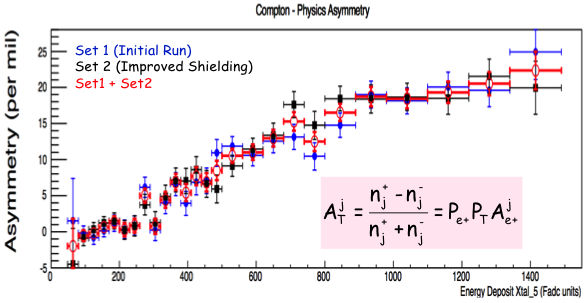 Compton - Physics Asymmetry
Asymmetry (per mil)
25
20
15
10
5
0
-5
Set 1 (Initial Run)
Set 2 (Improved Shielding)
Set1 + Set2
A_T^j = (n_j^+ - n_j^-) / (n_j^+ + n_j^-) = P_e+ P_T A_e+^j
0 200 400 600 800 1000 1200 1400
Energy Deposit Xtal_5 (Fadc units)